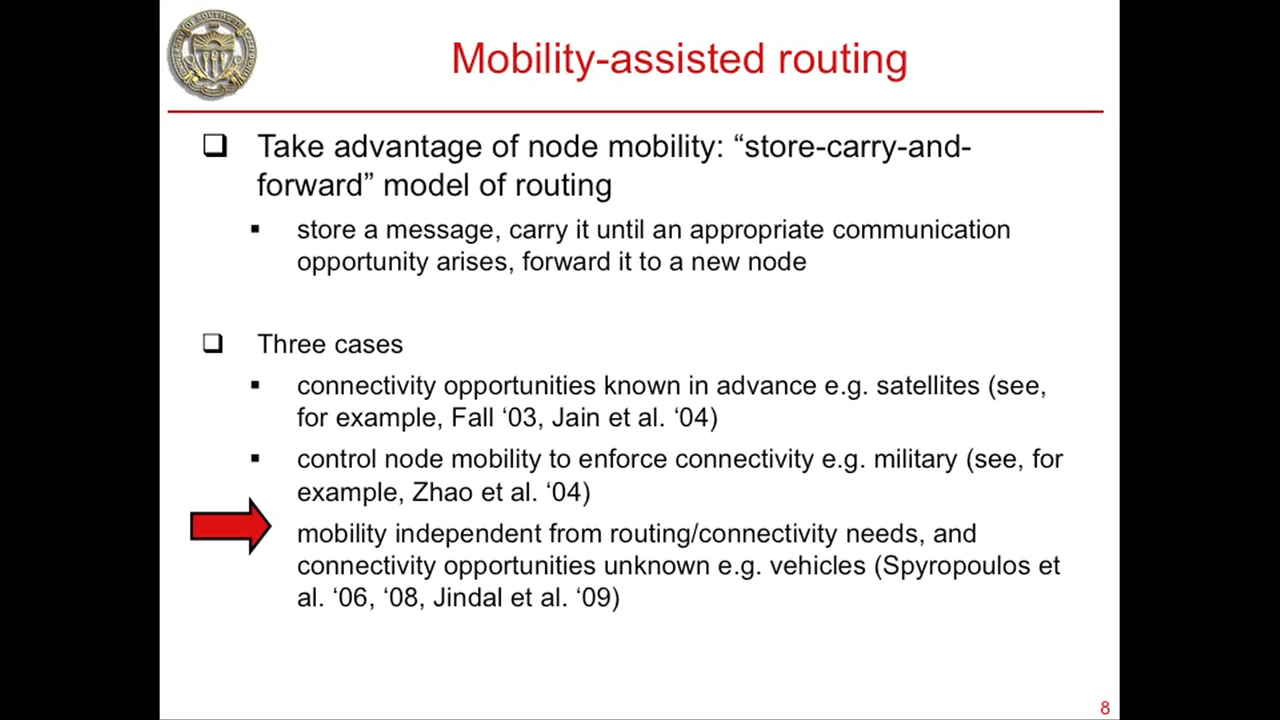 Mobility-assisted routing
Take advantage of node mobility: “store-carry-and-
forward” model of routing
store a message, carry it until an appropriate communication
opportunity arises, forward it to a new node
Three cases
connectivity opportunities known in advance e.g. satellites (see,
for example, Fall ‘03, Jain et al. ‘04)
control node mobility to enforce connectivity e.g. military (see, for
example, Zhao et al. ‘04)
mobility independent from routing/connectivity needs, and
connectivity opportunities unknown e.g. vehicles (Spyropoulos et
al. ‘06, ‘08, Jindal et al. ‘09)
8